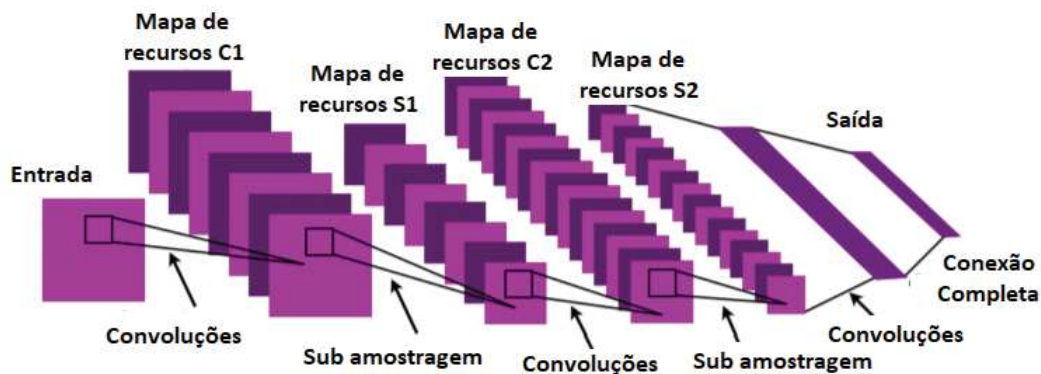 Mapa de
recursos C1
Mapa de
recursos S1
Mapa de
recursos C2
Mapa de
recursos S2
Saída
Entrada
Conexão
Completa
Convoluções
Sub amostragem
Convoluções
Sub amostragem
Convoluções